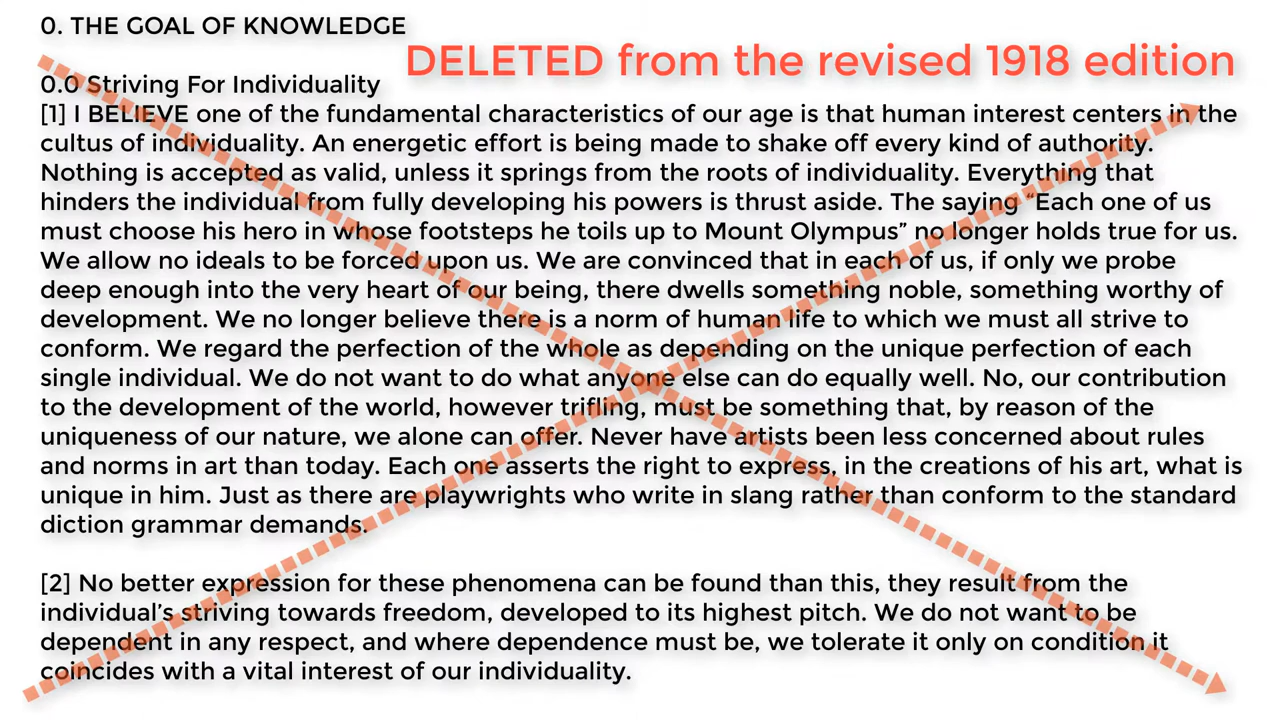 0. THE GOAL OF KNOWLEDGE
DELETED from the revised 1918 edition
0.0 Striving For Individuality
[1] I BELIEVE one of the fundamental characteristics of our age is that human interest centers in the
cultus of individuality. An energetic effort is being made to shake off every kind of authority.
Nothing is accepted as valid, unless it springs from the roots of individuality. Everything that
hinders the individual from fully developing his powers is thrust aside. The saying “Each one of us
must choose his hero in whose footsteps he toils up to Mount Olympus” no longer holds true for us.
We allow no ideals to be forced upon us. We are convinced that in each of us, if only we probe
deep enough into the very heart of our being, there dwells something noble, something worthy of
development. We no longer believe there is a norm of human life to which we must all strive to
conform. We regard the perfection of the whole as depending on the unique perfection of each
single individual. We do not want to do what anyone else can do equally well. No, our contribution
to the development of the world, however trifling, must be something that, by reason of the
uniqueness of our nature, we alone can offer. Never have artists been less concerned about rules
and norms in art than today. Each one asserts the right to express, in the creations of his art, what is
unique in him. Just as there are playwrights who write in slang rather than conform to the standard
diction grammar demands.
[2] No better expression for these phenomena can be found than this, they result from the
individual’s striving towards freedom, developed to its highest pitch. We do not want to be
dependent in any respect, and where dependence must be, we tolerate it only on condition it
coincides with a vital interest of our individuality.